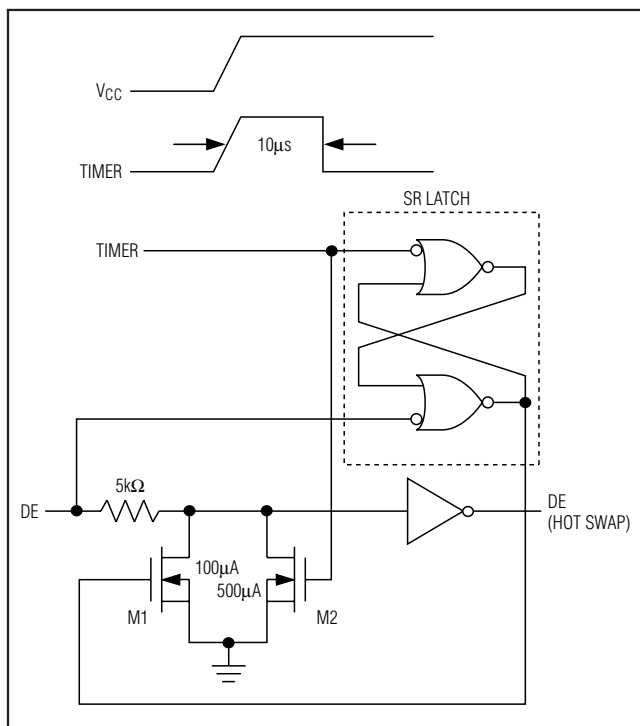 VCC
10µs
TIMER
SR LATCH
TIMER
5kΩ
DE
DE
(HOT SWAP)
100µA
500µA
M1
M2